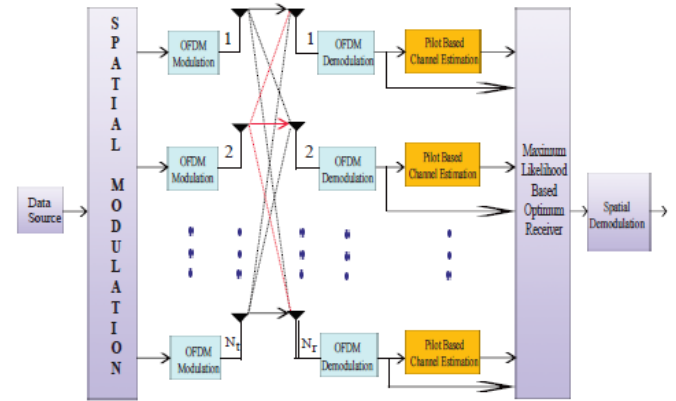 Data
Source
SPATIAL MODULATION
OFDM
Modulation
1
1
OFDM
Demodulation
Pilot Based
Channel Estimation
OFDM
Modulation
2
2
OFDM
Demodulation
Pilot Based
Channel Estimation
OFDM
Modulation
Nt
Nr
OFDM
Demodulation
Pilot Based
Channel Estimation
Maximum
Likelihood
Based
Optimum
Receiver
Spatial
Demodulation